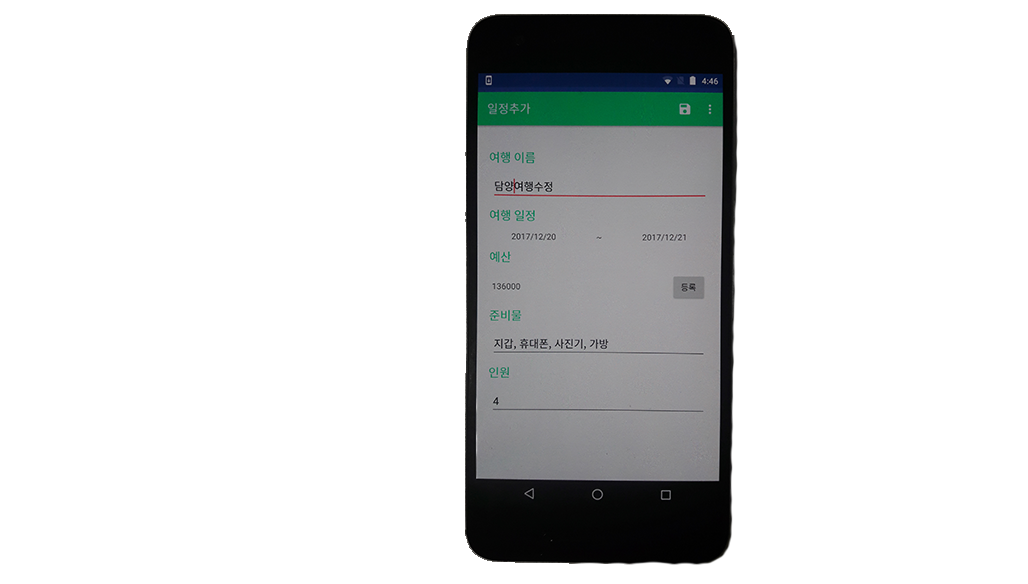 4:46
일정추가
여행 이름
담양여행수정
여행 일정
2017/12/20 ~ 2017/12/21
예산
136000 등록
준비물
지갑, 휴대폰, 사진기, 가방
인원
4